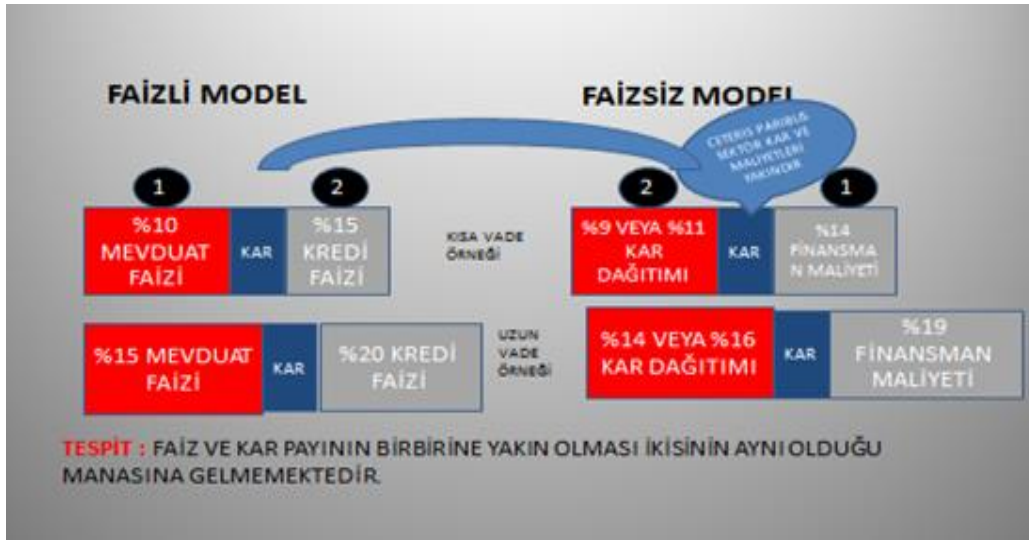 FAİZLİ MODEL
FAİZSİZ MODEL
CETERIS PARIBUS
SEKTÖR KAR VE
MALİYETLERİ
YAKINDIR
1
2
2
1
%10
MEVDUAT
FAİZİ
KAR
%15
KREDİ
FAİZİ
KISA VADE
ÖRNEĞİ
%9 VEYA %11
KAR
DAĞITIMI
KAR
%14
FİNANSMA
N MALİYETİ
%15 MEVDUAT
FAİZİ
KAR
%20 KREDİ
FAİZİ
UZUN
VADE
ÖRNEĞİ
%14 VEYA %16
KAR DAĞITIMI
KAR
%19
FİNANSMAN
MALİYETİ
TESPİT : FAİZ VE KAR PAYININ BİRBİRİNE YAKIN OLMASI İKİSİNİN AYNI OLDUĞU
MANASINA GELMEMEKTEDİR.